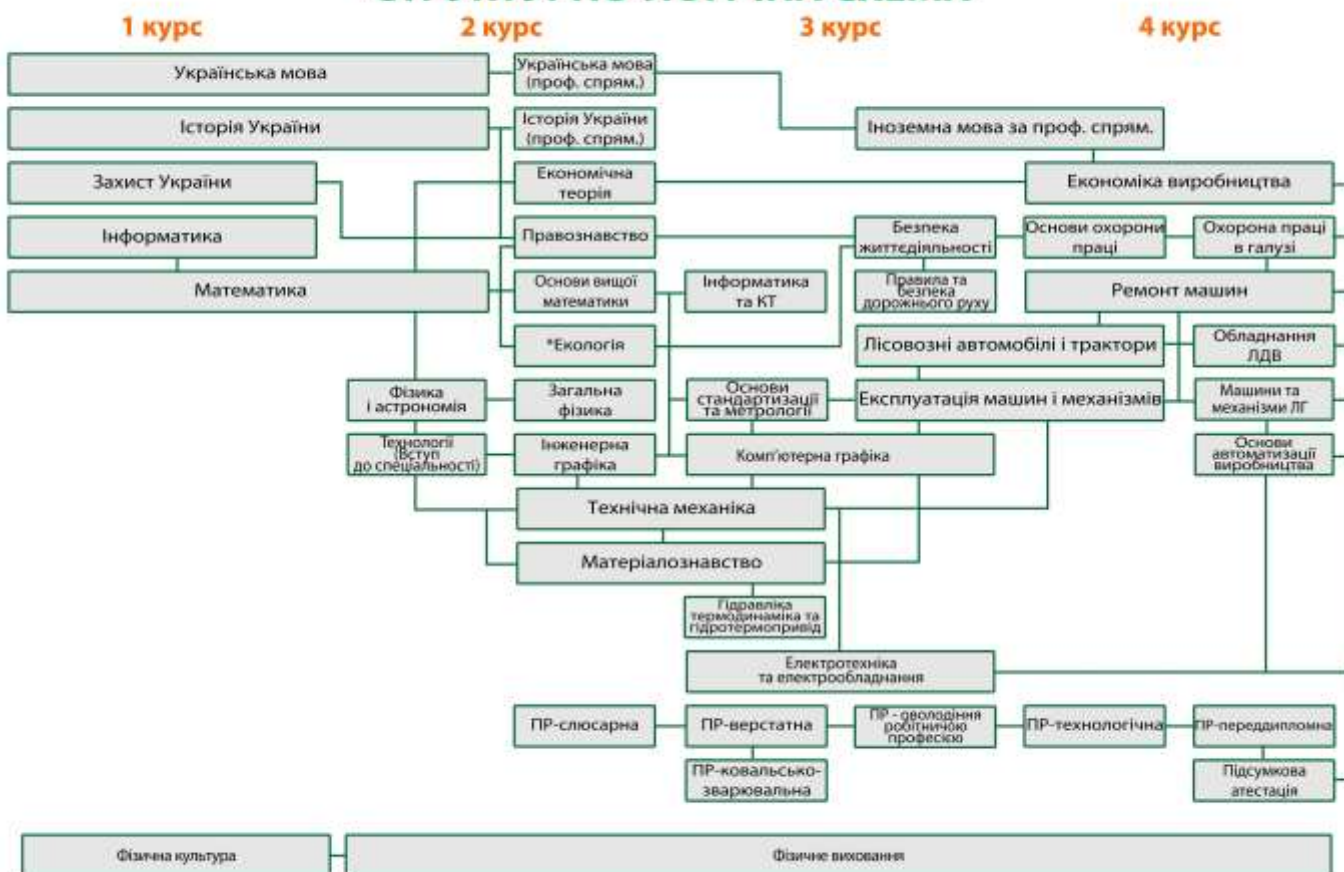 1 курс
2 курс
3 курс
4 курс
Українська мова
Українська мова
(проф. спрям.)
Історія України
Історія України
(проф. спрям.)
Іноземна мова за проф. спрям.
Захист України
Економічна
теорія
Економіка виробництва
Інформатика
Правознавство
Безпека
життєдіяльності
Основи охорони
праці
Охорона праці
в галузі
Математика
Основи вищої
математики
Інформатика
та КТ
Правила та
безпека
дорожнього руху
Ремонт машин
*Екологія
Лісовозні автомобілі і трактори
Обладнання
ЛДВ
Фізика
і астрономія
Загальна
фізика
Основи
стандартизації
та метрології
Експлуатація машин і механізмів
Машини та
механізми ЛГ
Технології
(Вступ
до спеціальності)
Інженерна
графіка
Комп'ютерна графіка
Основи
автоматизації
виробництва
Технічна механіка
Матеріалознавство
Гідравліка
термодинаміка та
гідротермопривід
Електротехніка
та електрообладнання
ПР-слюсарна
ПР-верстатна
ПР - оволодіння
робітничою
професією
ПР-технологічна
ПР-переддипломна
ПР-ковальсько-
зварювальна
Підсумкова
атестація
Фізична культура
Фізичне виховання